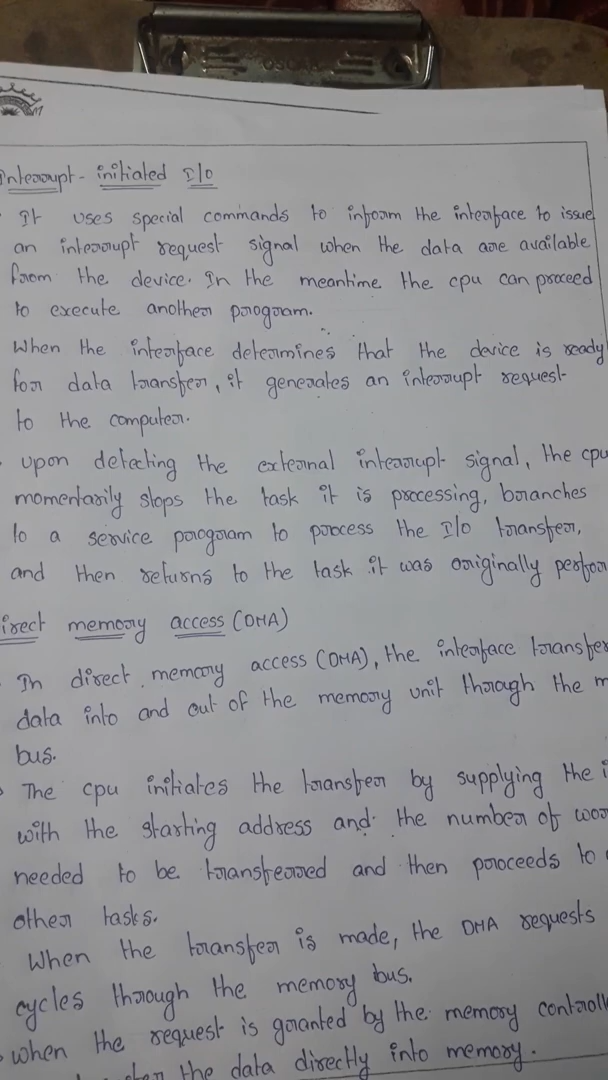 Interrupt - initiated I/O
It uses special commands to inform the interface to issue
an interrupt request signal when the data are available
from the device. In the meantime the cpu can proceed
to execute another program.
When the interface determines that the device is ready
for data transfer, it generates an interrupt request
to the computer.
upon detecting the external interrupt signal, the cpu
momentarily stops the task it is processing, branches
to a service program to process the I/O transfer,
and then returns to the task it was originally perfor
irect memory access (DMA)
In direct memory access (DMA), the interface transfer
data into and out of the memory unit through the m
bus.
The cpu initiates the transfer by supplying the i
with the starting address and the number of wor
needed to be transferred and then proceeds to
other tasks.
When the transfer is made, the DMA requests
cycles through the memory bus.
when the request is granted by the memory controll
the data directly into memory.